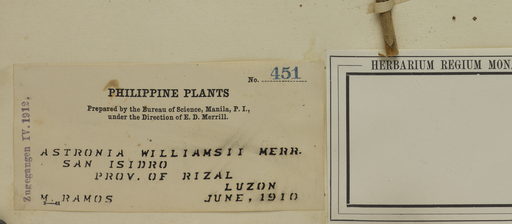 No. 451
PHILIPPINE PLANTS
Prepared by the Bureau of Science, Manila, P. I.,
under the Direction of E. D. Merrill.
ASTRONIA WILLIAMSII MERR.
SAN ISIDRO
PROV. OF RIZAL
LUZON
M. RAMOS JUNE, 1910
Zugegangen IV. 1912.
HERBARIUM REGIUM MON